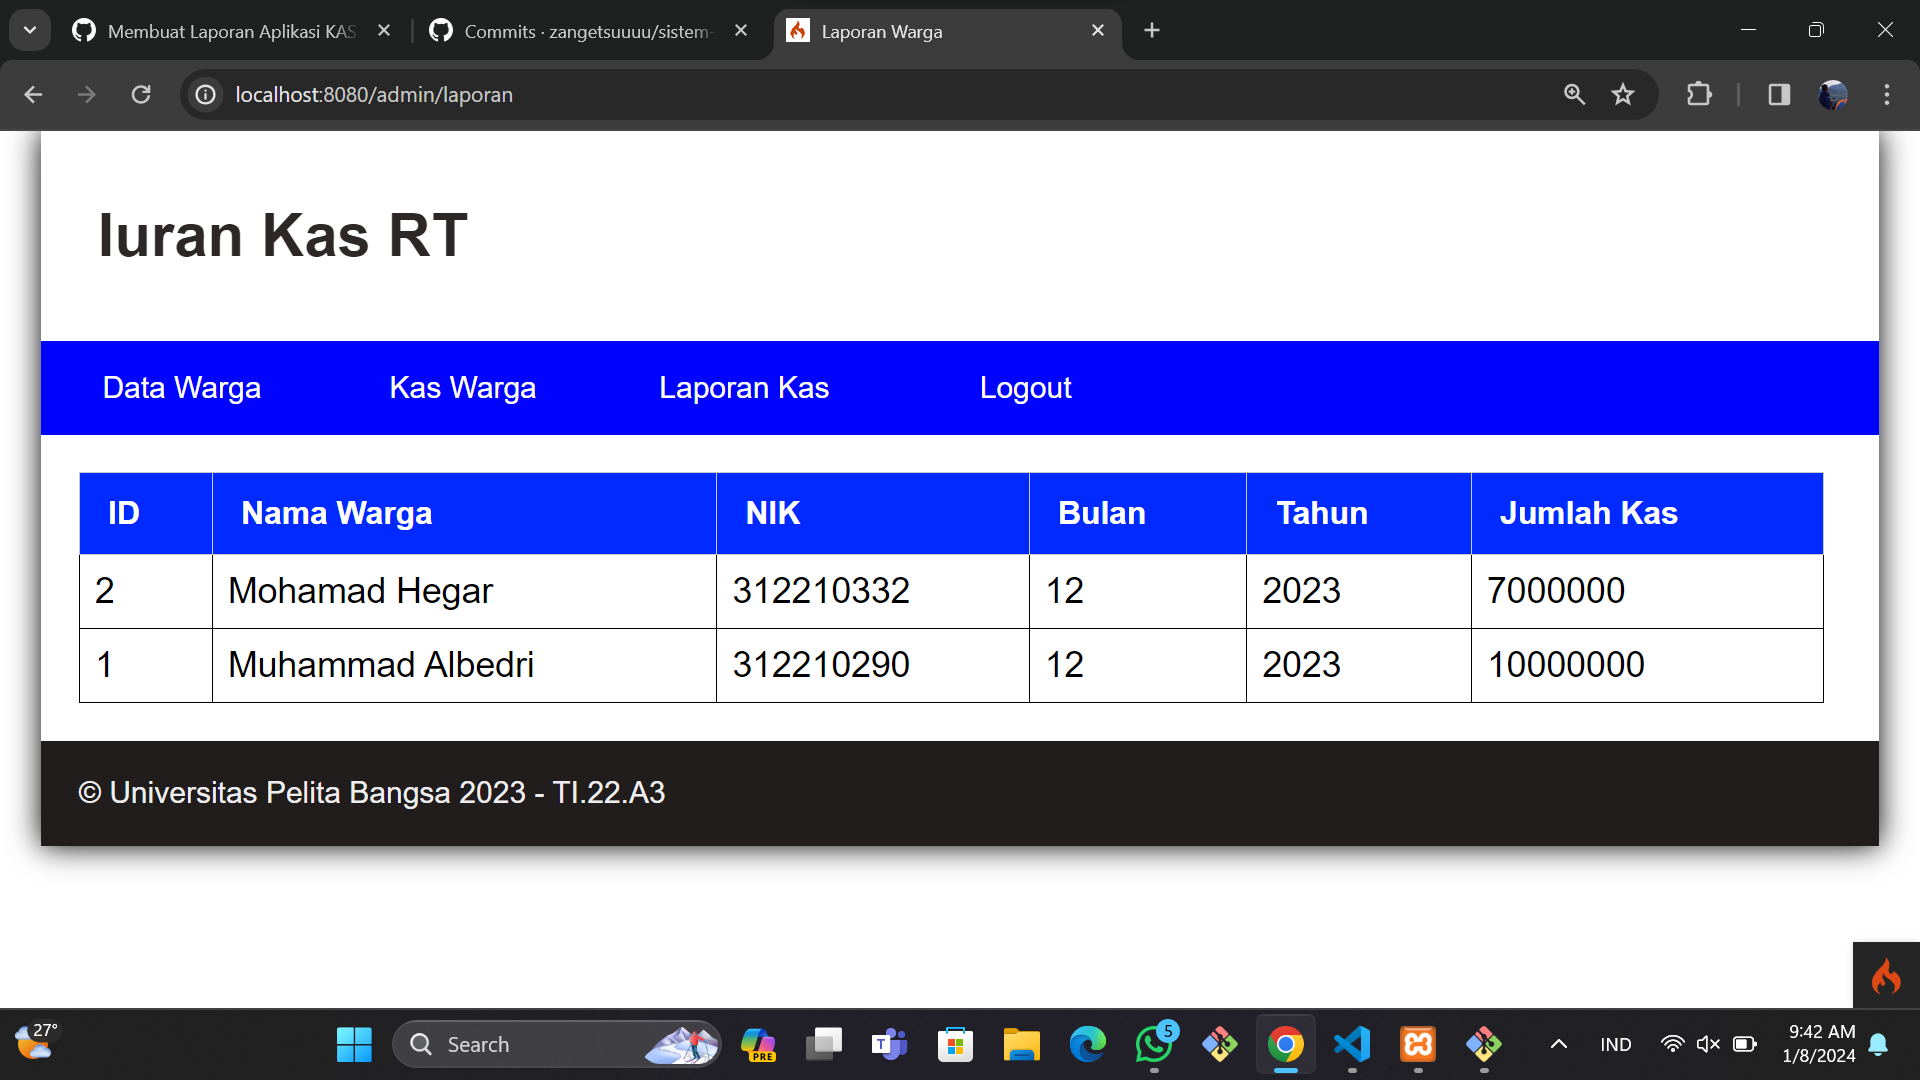 Membuat Laporan Aplikasi KAS
Commits · zangetsuuuu/sistem-
Laporan Warga
localhost:8080/admin/laporan
Iuran Kas RT
Data Warga Kas Warga Laporan Kas Logout
ID Nama Warga NIK Bulan Tahun Jumlah Kas
2 Mohamad Hegar 312210332 12 2023 7000000
1 Muhammad Albedri 312210290 12 2023 10000000
© Universitas Pelita Bangsa 2023 - TI.22.A3
27°
Search
PRE
T
5
IND
9:42 AM
1/8/2024